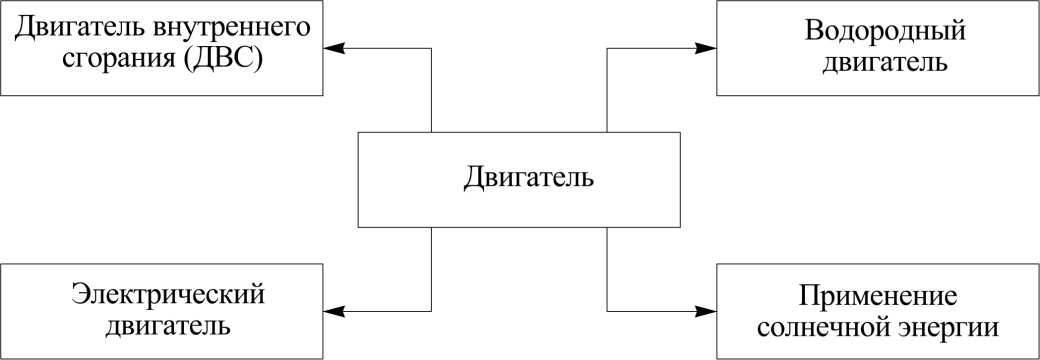 Двигатель внутреннего
сгорания (ДВС)
Водородный
двигатель
Двигатель
Электрический
двигатель
Применение
солнечной энергии